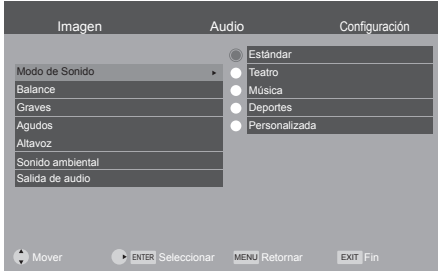 Imagen Audio Configuración
Estándar
Modo de Sonido Teatro
Balance Música
Graves Deportes
Agudos Personalizada
Altavoz
Sonido ambiental
Salida de audio
Mover ENTER Seleccionar MENU Retornar EXIT Fin